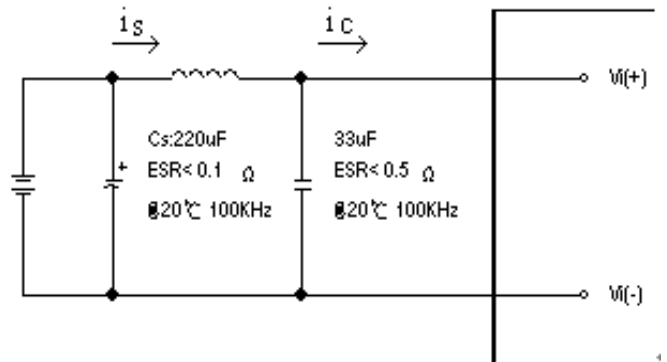 is
ic
Vi(+)
Cs:220uF
ESR< 0.1 Ω
@20℃ 100KHz
33uF
ESR< 0.5 Ω
@20℃ 100KHz
+
Vi(-)